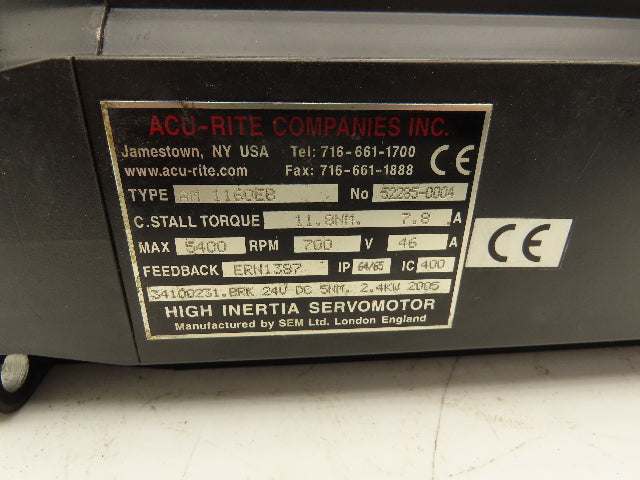 ACU-RITE COMPANIES INC.
Jamestown, NY USA Tel: 716-661-1700
www.acu-rite.com Fax: 716-661-1888 CE
TYPE AM 1160EB No 52285-0004
C.STALL TORQUE 11.8NM. 7.8 A
MAX 5400 RPM 700 V 46 A
FEEDBACK ERN1387 IP 64/65 IC 400
34100231.BRK 24V DC 5NM. 2.4KW 2005
HIGH INERTIA SERVOMOTOR
Manufactured by SEM Ltd. London England
CE